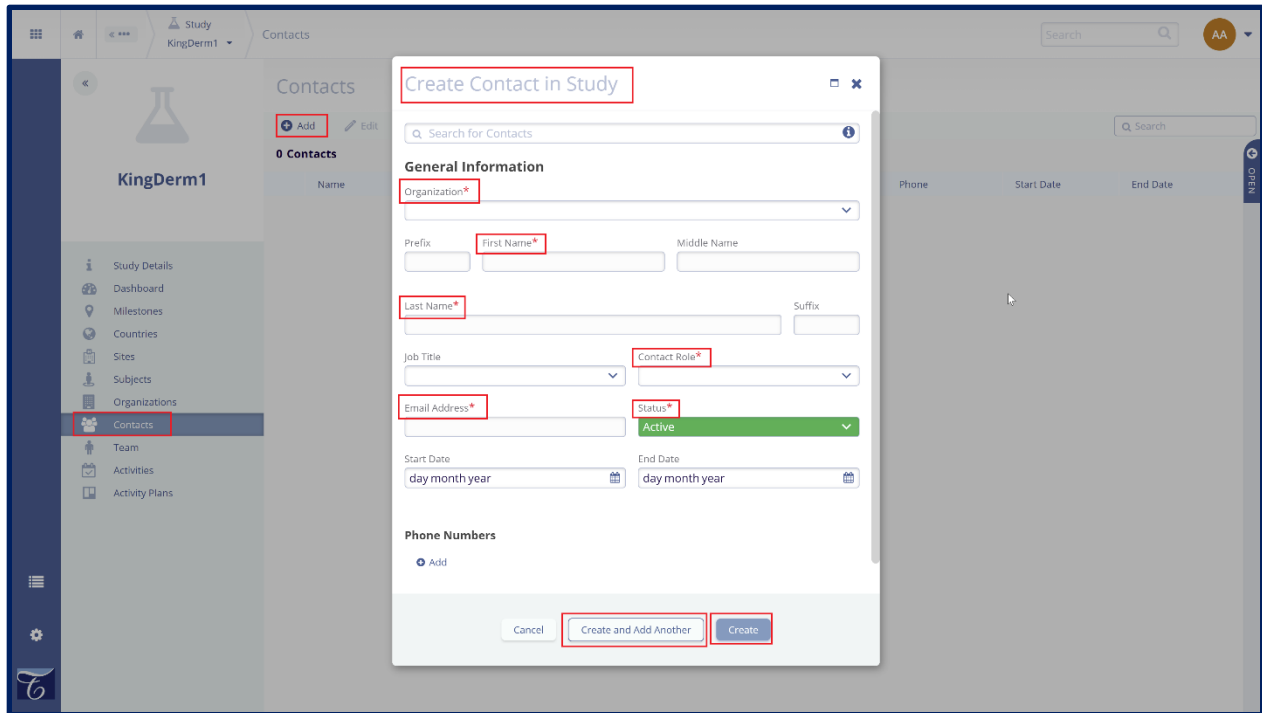 Study
KingDerm1
Contacts
Search
AA
KingDerm1
Study Details
Dashboard
Milestones
Countries
Sites
Subjects
Organizations
Contacts
Team
Activities
Activity Plans
Contacts
Add Edit
Search
0 Contacts
Name Phone Start Date End Date
OPEN
Create Contact in Study
Search for Contacts
General Information
Organization*
Prefix First Name* Middle Name
Last Name* Suffix
Job Title Contact Role*
Email Address* Status*
Active
Start Date End Date
day month year day month year
Phone Numbers
Add
Cancel Create and Add Another Create